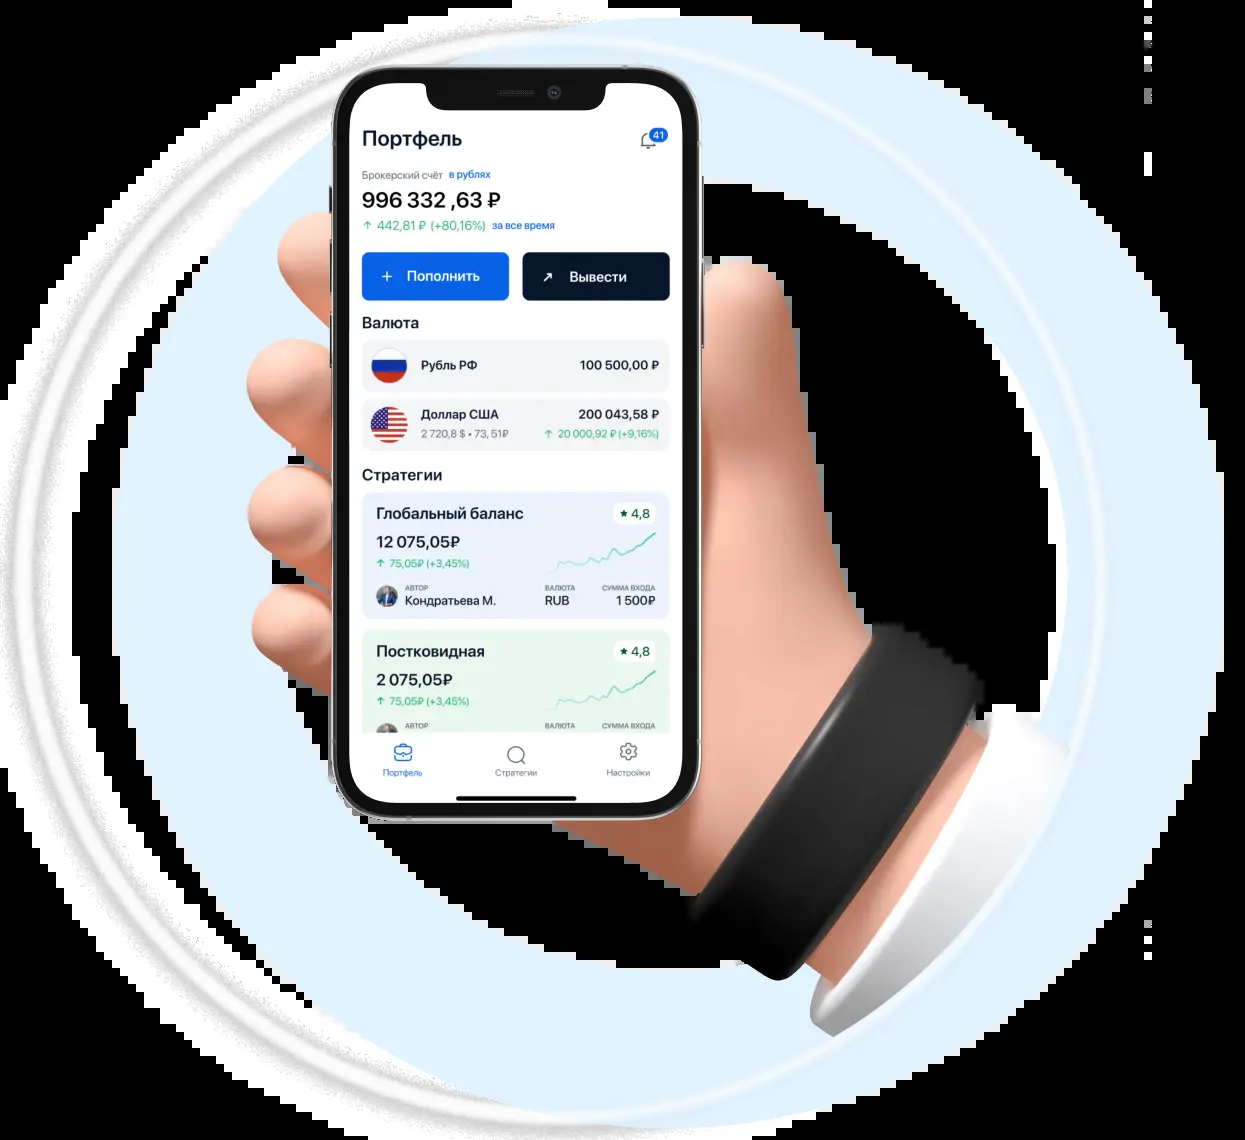 Портфель
41
Брокерский счёт в рублях
996 332 ,63 ₽
↑ 442,81 ₽ (+80,16%) за все время
+ Пополнить
↗ Вывести
Валюта
Рубль РФ 100 500,00 ₽
Доллар США 200 043,58 ₽
2 720,8 $ • 73, 51₽ ↑ 20 000,92 ₽ (+9,16%)
Стратегии
Глобальный баланс ★ 4,8
12 075,05₽
↑ 75,05₽ (+3,45%)
АВТОР ВАЛЮТА СУММА ВХОДА
Кондратьева М. RUB 1 500₽
Постковидная ★ 4,8
2 075,05₽
↑ 75,05₽ (+3,45%)
АВТОР ВАЛЮТА СУММА ВХОДА
Портфель Стратегии Настройки